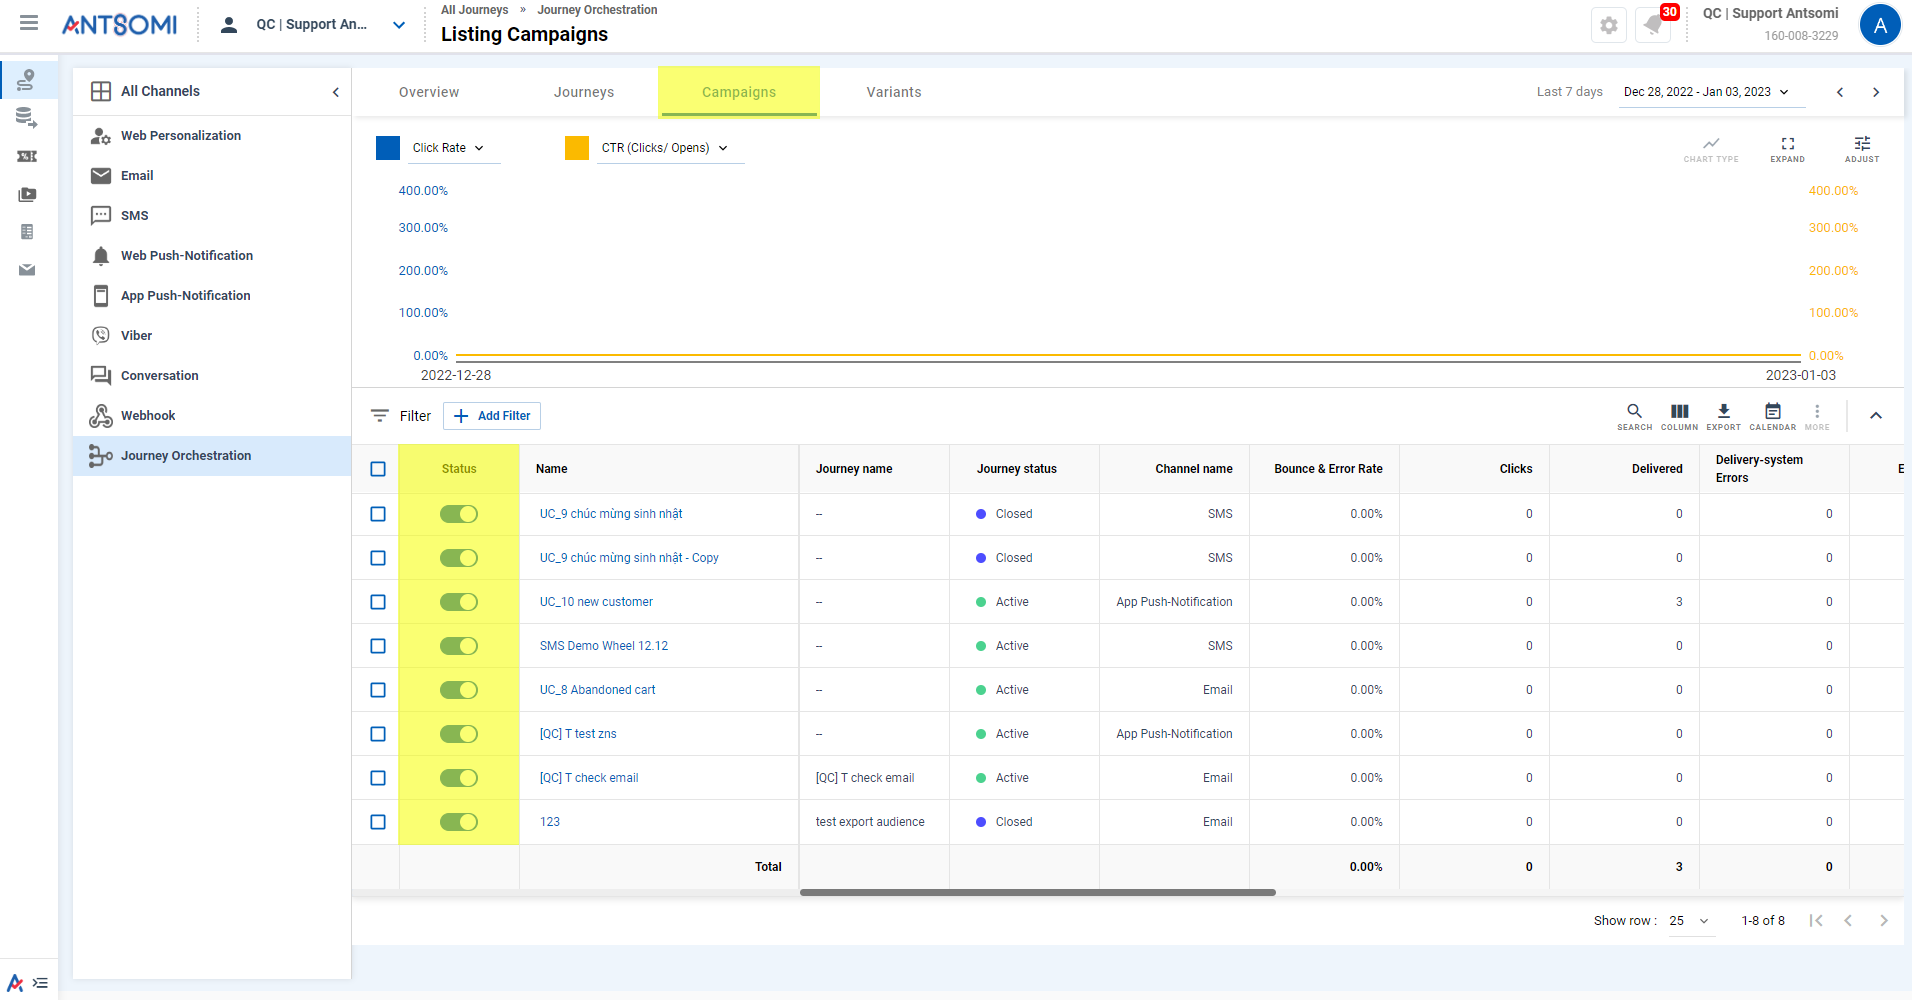 ANTSOMI
QC | Support An...
All Journeys » Journey Orchestration
Listing Campaigns
30
QC | Support Antsomi
160-008-3229
A
All Channels
Web Personalization
Email
SMS
Web Push-Notification
App Push-Notification
Viber
Conversation
Webhook
Journey Orchestration
Overview Journeys Campaigns Variants
Last 7 days Dec 28, 2022 - Jan 03, 2023
Click Rate CTR (Clicks/ Opens)
CHART TYPE EXPAND ADJUST
400.00% 400.00%
300.00% 300.00%
200.00% 200.00%
100.00% 100.00%
0.00% 0.00%
2022-12-28 2023-01-03
Filter Add Filter
SEARCH COLUMN EXPORT CALENDAR MORE
Status Name Journey name Journey status Channel name Bounce & Error Rate Clicks Delivered Delivery-system Errors E
UC_9 chúc mừng sinh nhật -- Closed SMS 0.00% 0 0 0
UC_9 chúc mừng sinh nhật - Copy -- Closed SMS 0.00% 0 0 0
UC_10 new customer -- Active App Push-Notification 0.00% 0 3 0
SMS Demo Wheel 12.12 -- Active SMS 0.00% 0 0 0
UC_8 Abandoned cart -- Active Email 0.00% 0 0 0
[QC] T test zns -- Active App Push-Notification 0.00% 0 0 0
[QC] T check email [QC] T check email Active Email 0.00% 0 0 0
123 test export audience Closed Email 0.00% 0 0 0
Total 0.00% 0 3 0
Show row : 25 1-8 of 8